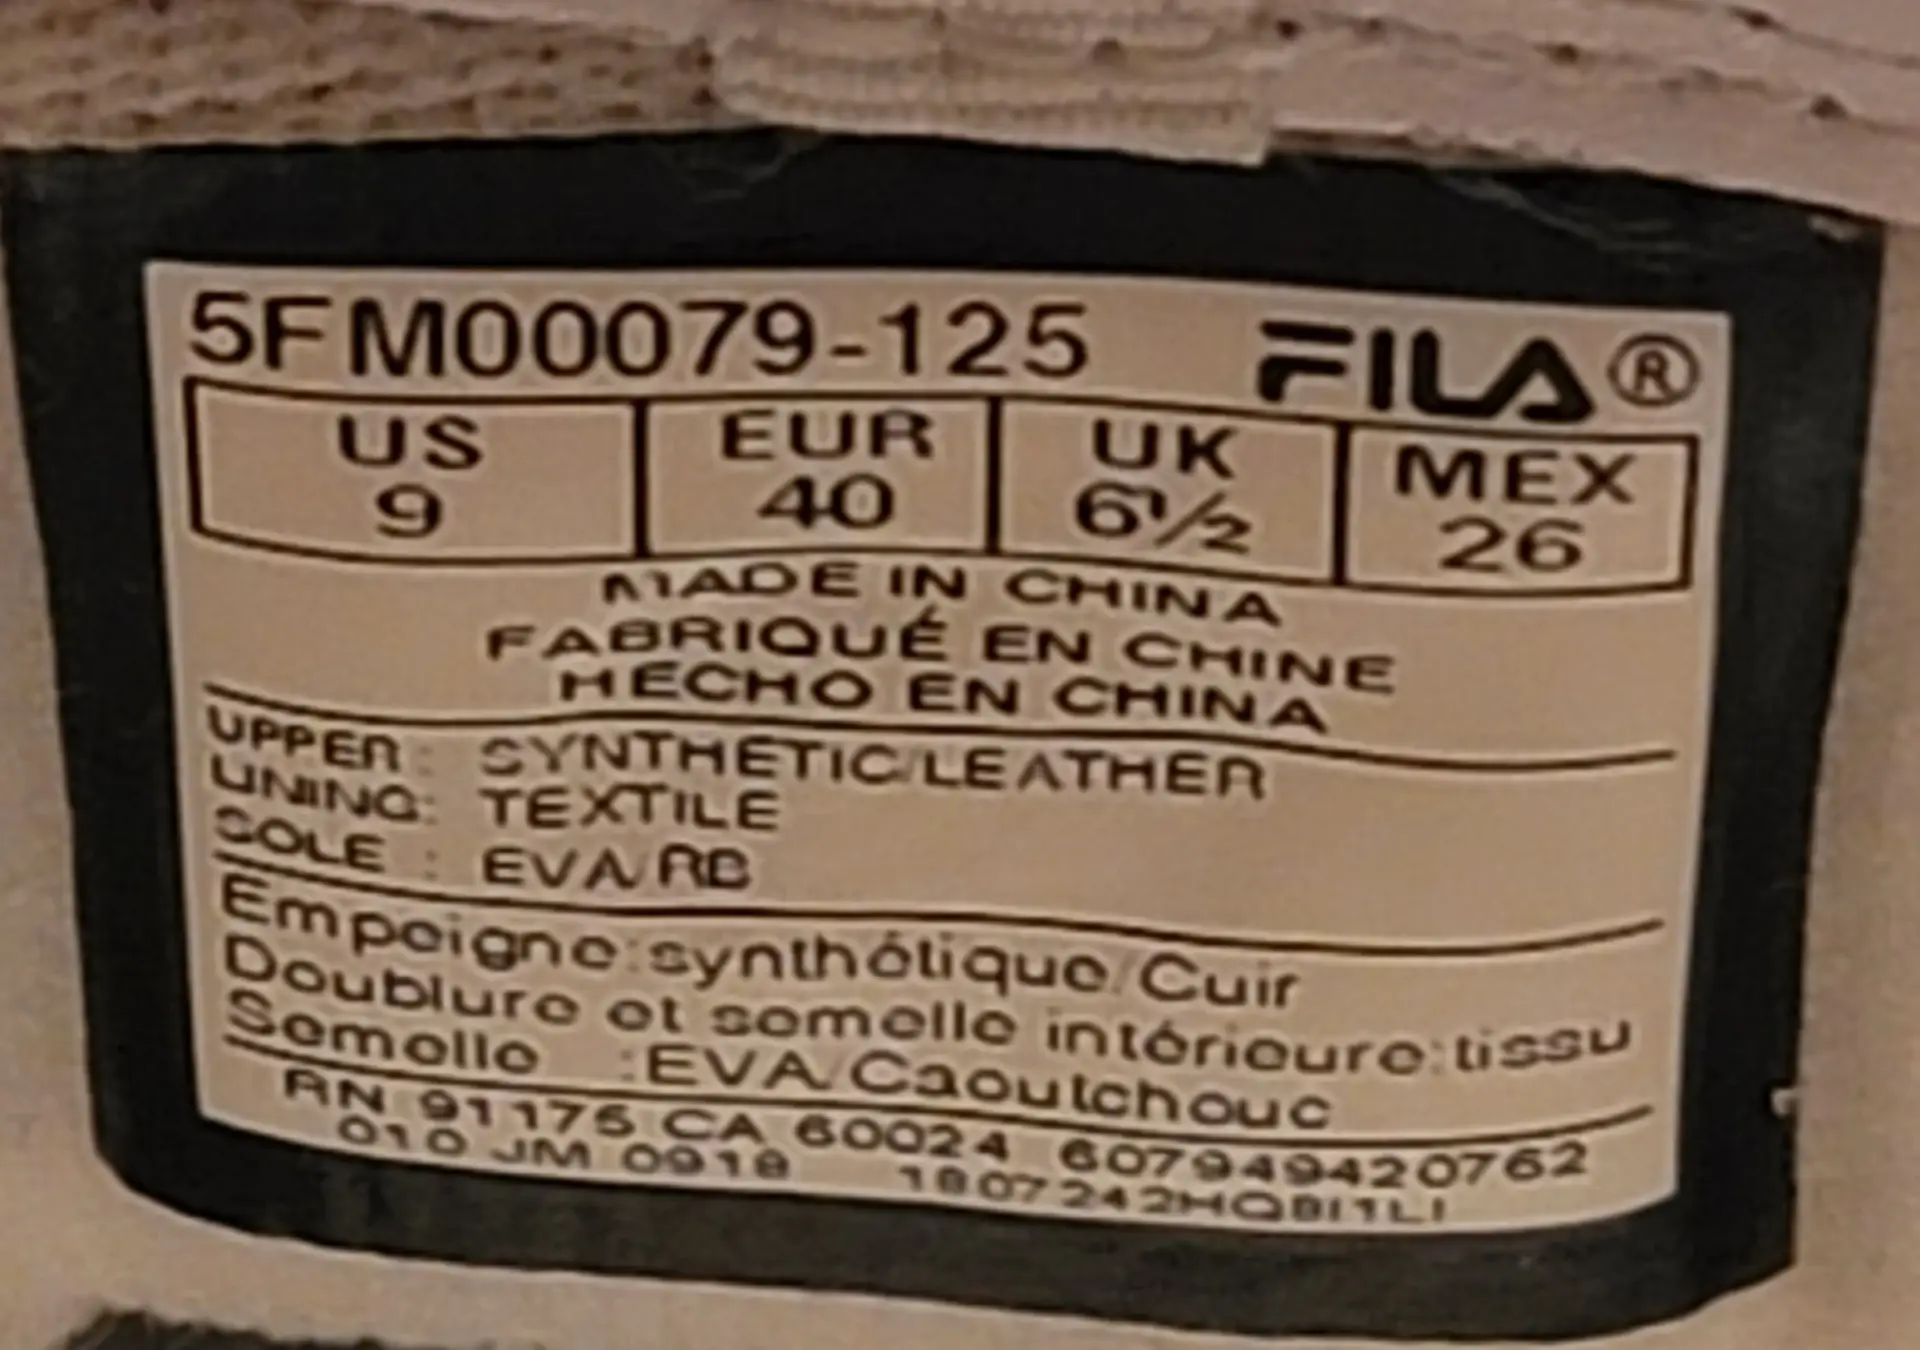 5FM00079-125 FILA®
US EUR UK MEX
9 40 6½ 26
MADE IN CHINA
FABRIQUÉ EN CHINE
HECHO EN CHINA
UPPER: SYNTHETIC/LEATHER
LINING: TEXTILE
SOLE : EVA/RB
Empeigne:synthétique/Cuir
Doublure et semelle intérieure:tissu
Semelle :EVA/Caoutchouc
RN 91175 CA 60024 607949420762
010 JM 0918